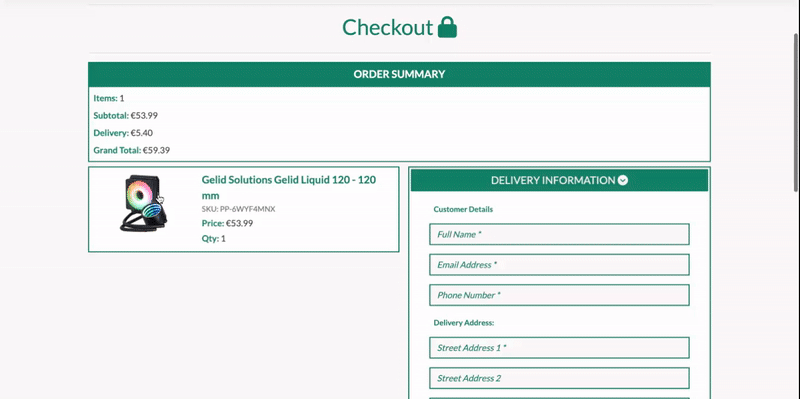 Checkout
ORDER SUMMARY
Items: 1
Subtotal: €53.99
Delivery: €5.40
Grand Total: €59.39
Gelid Solutions Gelid Liquid 120 - 120
mm
SKU: PP-6WYF4MNX
Price: €53.99
Qty: 1
DELIVERY INFORMATION
Customer Details
Full Name *
Email Address *
Phone Number *
Delivery Address:
Street Address 1 *
Street Address 2